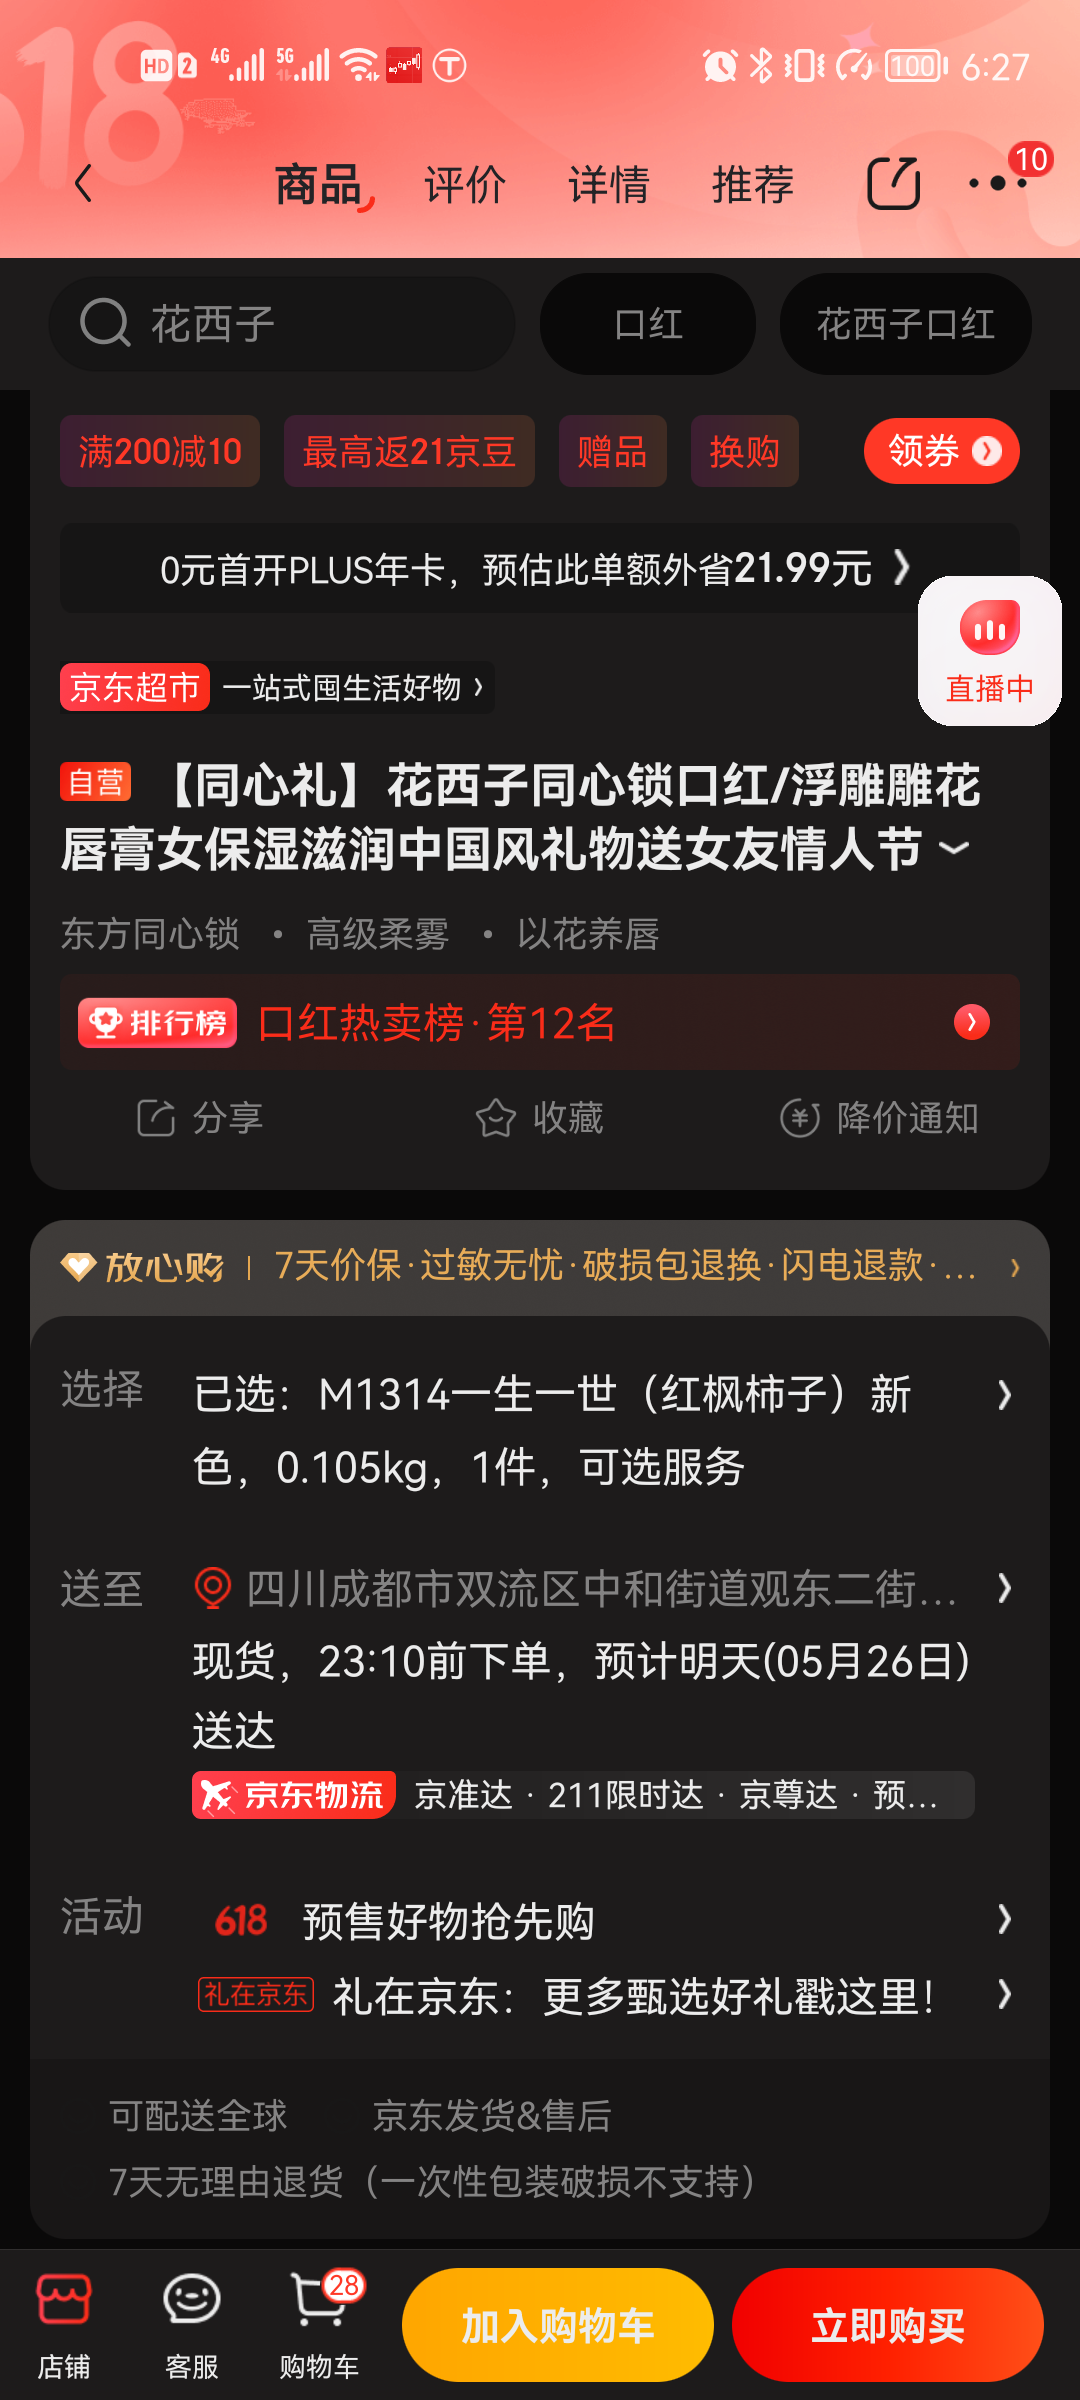 618
HD 2 4G 5G 100 6:27
商品 评价 详情 推荐 10
花西子 口红 花西子口红
满200减10 最高返21京豆 赠品 换购 领券
0元首开PLUS年卡，预估此单额外省21.99元
直播中
京东超市 一站式囤生活好物
自营 【同心礼】花西子同心锁口红/浮雕雕花
唇膏女保湿滋润中国风礼物送女友情人节
东方同心锁 · 高级柔雾 · 以花养唇
排行榜 口红热卖榜·第12名
分享 收藏 降价通知
放心购 | 7天价保·过敏无忧·破损包退换·闪电退款·...
选择 已选：M1314一生一世（红枫柿子）新
色，0.105kg，1件，可选服务
送至 四川成都市双流区中和街道观东二街...
现货，23:10前下单，预计明天(05月26日)
送达
京东物流 京准达 · 211限时达 · 京尊达 · 预...
活动 618 预售好物抢先购
礼在京东 礼在京东：更多甄选好礼戳这里！
可配送全球 京东发货&售后
7天无理由退货（一次性包装破损不支持）
28
店铺 客服 购物车 加入购物车 立即购买